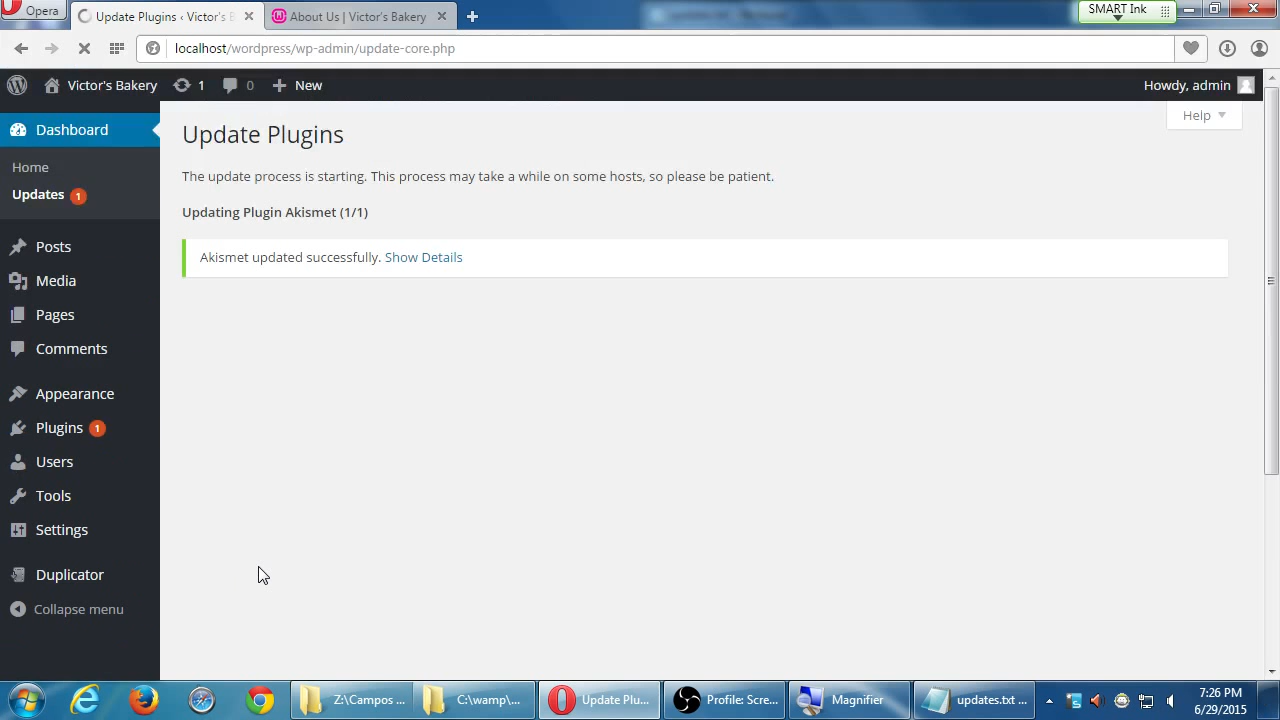 Opera
Update Plugins ‹ Victor's B
About Us | Victor's Bakery
SMART Ink
localhost/wordpress/wp-admin/update-core.php
Victor's Bakery
1
0
New
Howdy, admin
Dashboard
Home
Updates 1
Posts
Media
Pages
Comments
Appearance
Plugins 1
Users
Tools
Settings
Duplicator
Collapse menu
Help
Update Plugins
The update process is starting. This process may take a while on some hosts, so please be patient.
Updating Plugin Akismet (1/1)
Akismet updated successfully. Show Details
Z:\Campos ...
C:\wamp\...
Update Plu...
Profile: Scre...
Magnifier
updates.txt ...
7:26 PM
6/29/2015